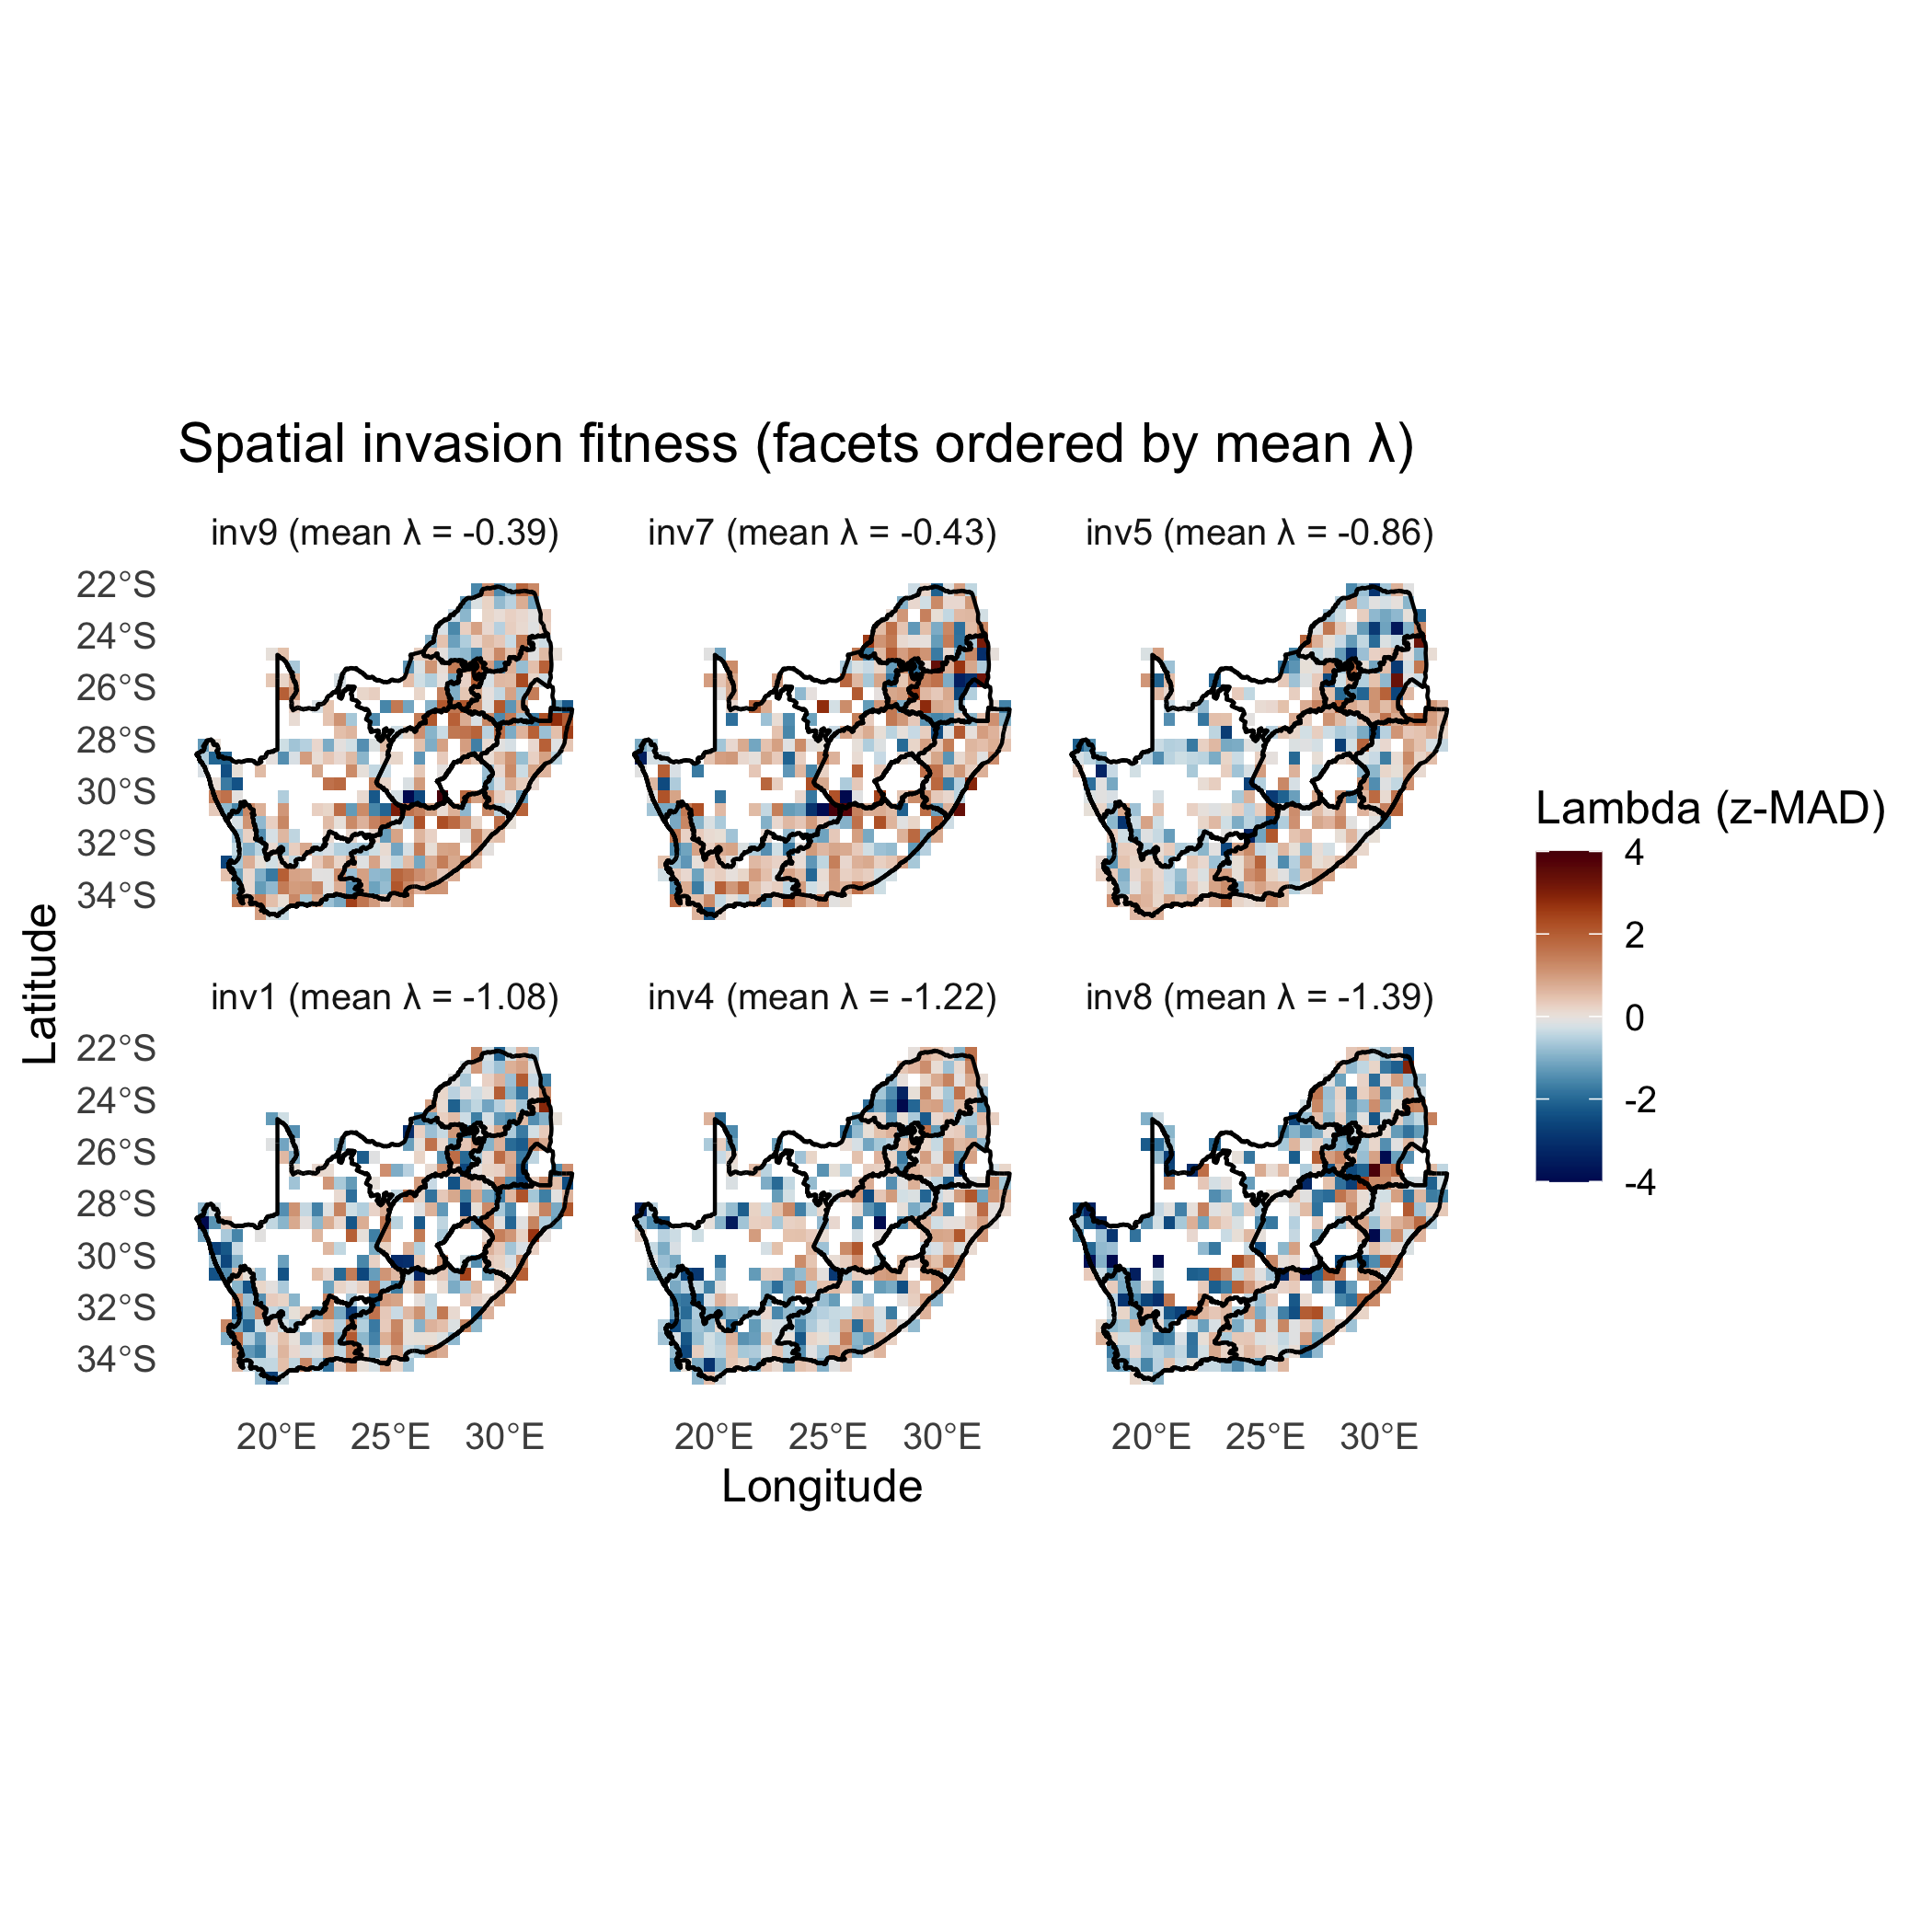 Spatial invasion fitness (facets ordered by mean λ)
inv9 (mean λ = -0.39)
inv7 (mean λ = -0.43)
inv5 (mean λ = -0.86)
22°S
24°S
26°S
28°S
30°S
32°S
34°S
inv1 (mean λ = -1.08)
inv4 (mean λ = -1.22)
inv8 (mean λ = -1.39)
22°S
24°S
26°S
28°S
30°S
32°S
34°S
20°E
25°E
30°E
20°E
25°E
30°E
20°E
25°E
30°E
Longitude
Latitude
Lambda (z-MAD)
4
2
0
-2
-4